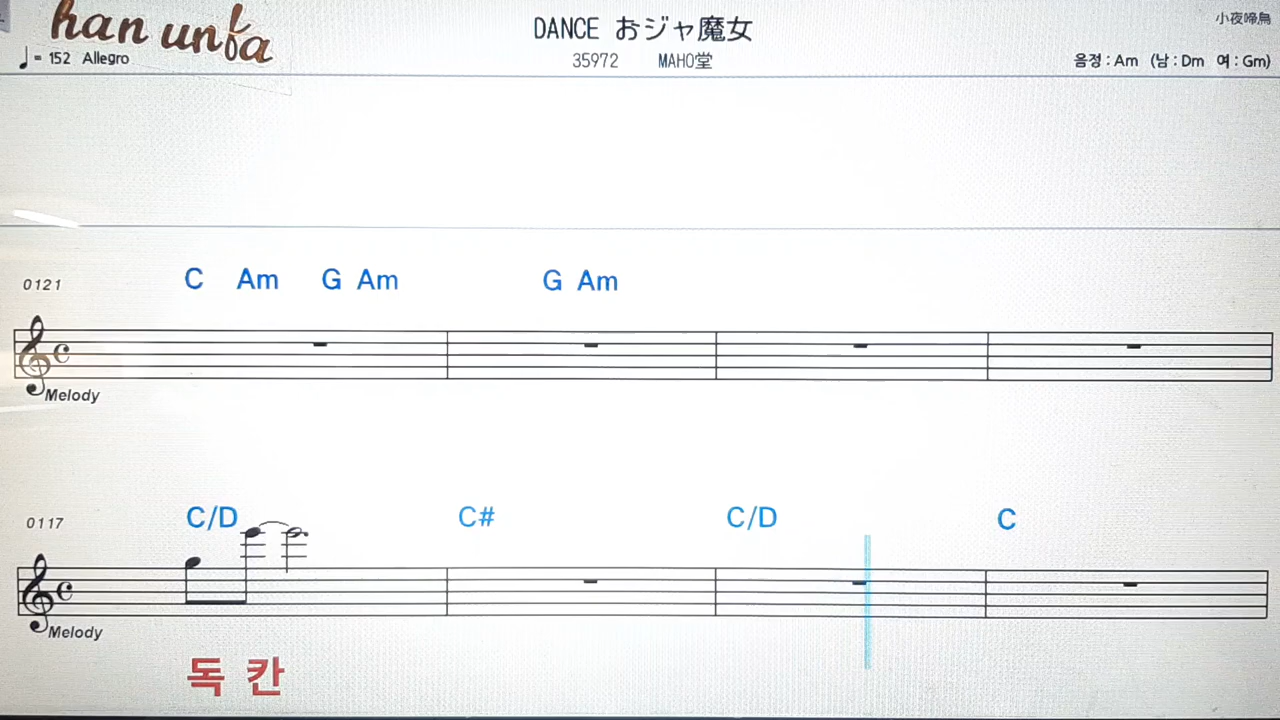 han unfa
DANCE おジャ魔女
小夜啼鳥
♩= 152 Allegro
35972 MAHO堂
음정 : Am (남 : Dm 여 : Gm)
C Am G Am G Am
0121
Melody
C/D C# C/D C
0117
Melody
독 칸